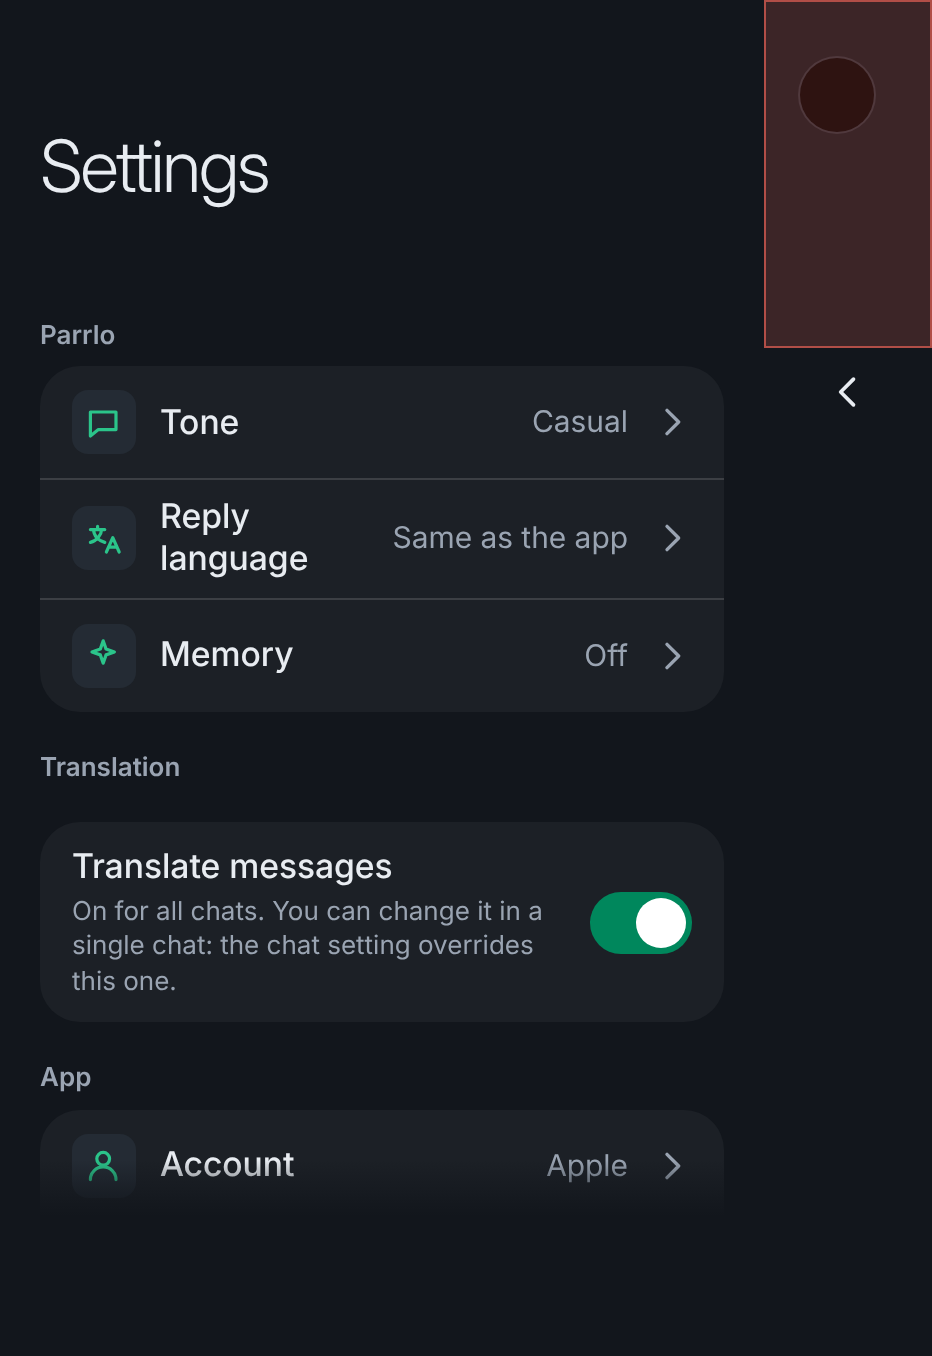 Settings
Parrlo
Tone
Casual
Reply
language
Same as the app
Memory
Off
Translation
Translate messages
On for all chats. You can change it in a
single chat: the chat setting overrides
this one.
App
Account
Apple